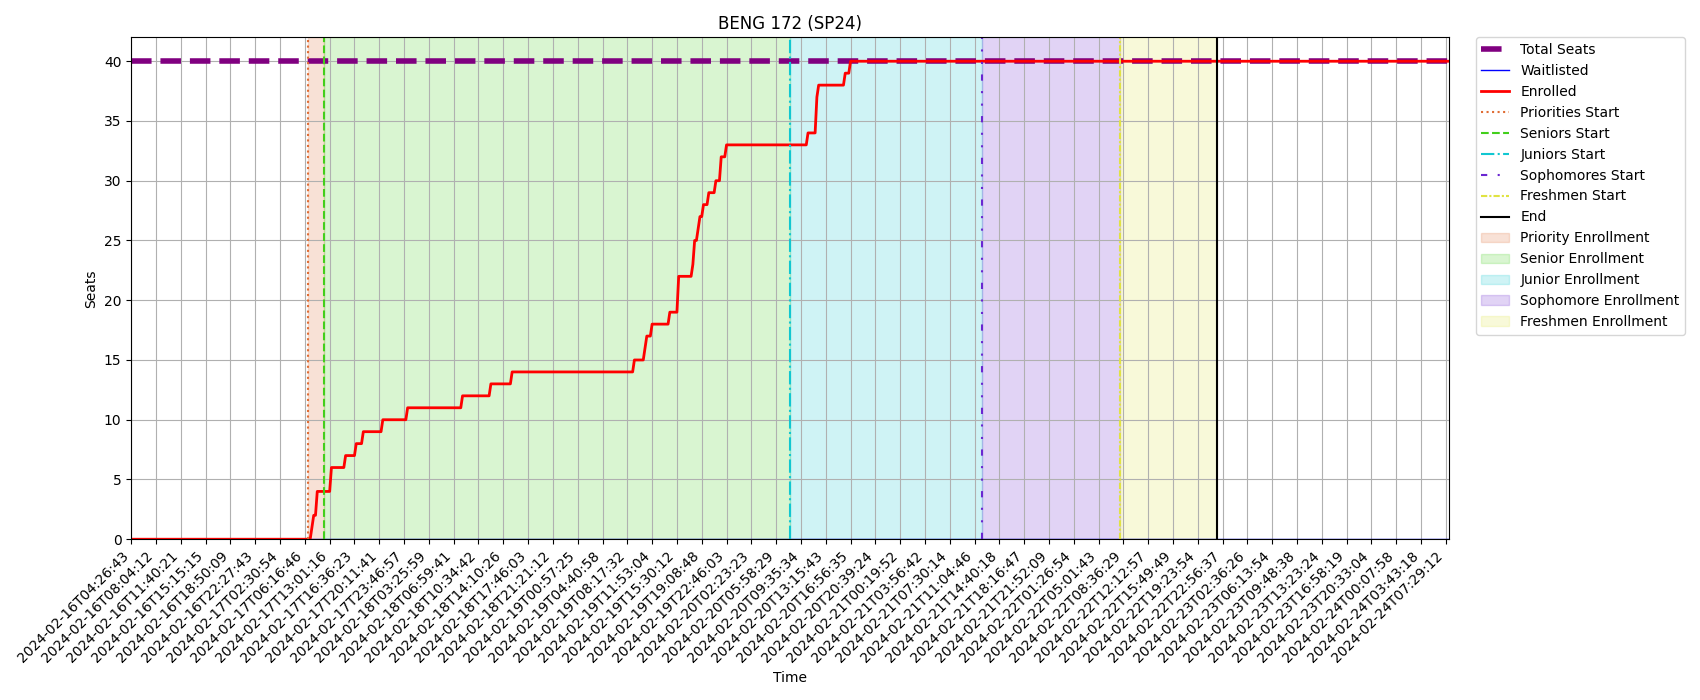 BENG 172 (SP24)
Seats
40
35
30
25
20
15
10
5
0
2024-02-16T04:26:43
2024-02-16T08:04:12
2024-02-16T11:40:21
2024-02-16T15:15:15
2024-02-16T18:50:09
2024-02-16T22:27:43
2024-02-17T02:30:54
2024-02-17T06:16:46
2024-02-17T13:01:16
2024-02-17T16:36:23
2024-02-17T20:11:41
2024-02-17T23:46:57
2024-02-18T03:25:59
2024-02-18T06:59:41
2024-02-18T10:34:42
2024-02-18T14:10:26
2024-02-18T17:46:03
2024-02-18T21:21:12
2024-02-19T00:57:25
2024-02-19T04:40:58
2024-02-19T08:17:32
2024-02-19T11:53:04
2024-02-19T15:30:12
2024-02-19T19:08:48
2024-02-19T22:46:03
2024-02-20T02:23:23
2024-02-20T05:58:29
2024-02-20T09:35:34
2024-02-20T13:15:43
2024-02-20T16:56:35
2024-02-20T20:39:24
2024-02-21T00:19:52
2024-02-21T03:56:42
2024-02-21T07:30:14
2024-02-21T11:04:46
2024-02-21T14:40:18
2024-02-21T18:16:47
2024-02-21T21:52:09
2024-02-22T01:26:54
2024-02-22T05:01:43
2024-02-22T08:36:29
2024-02-22T12:12:57
2024-02-22T15:49:49
2024-02-22T19:23:54
2024-02-22T22:56:37
2024-02-23T02:36:26
2024-02-23T06:13:54
2024-02-23T09:48:38
2024-02-23T13:23:24
2024-02-23T16:58:19
2024-02-23T20:33:04
2024-02-24T00:07:58
2024-02-24T03:43:18
2024-02-24T07:29:12
Time
Total Seats
Waitlisted
Enrolled
Priorities Start
Seniors Start
Juniors Start
Sophomores Start
Freshmen Start
End
Priority Enrollment
Senior Enrollment
Junior Enrollment
Sophomore Enrollment
Freshmen Enrollment